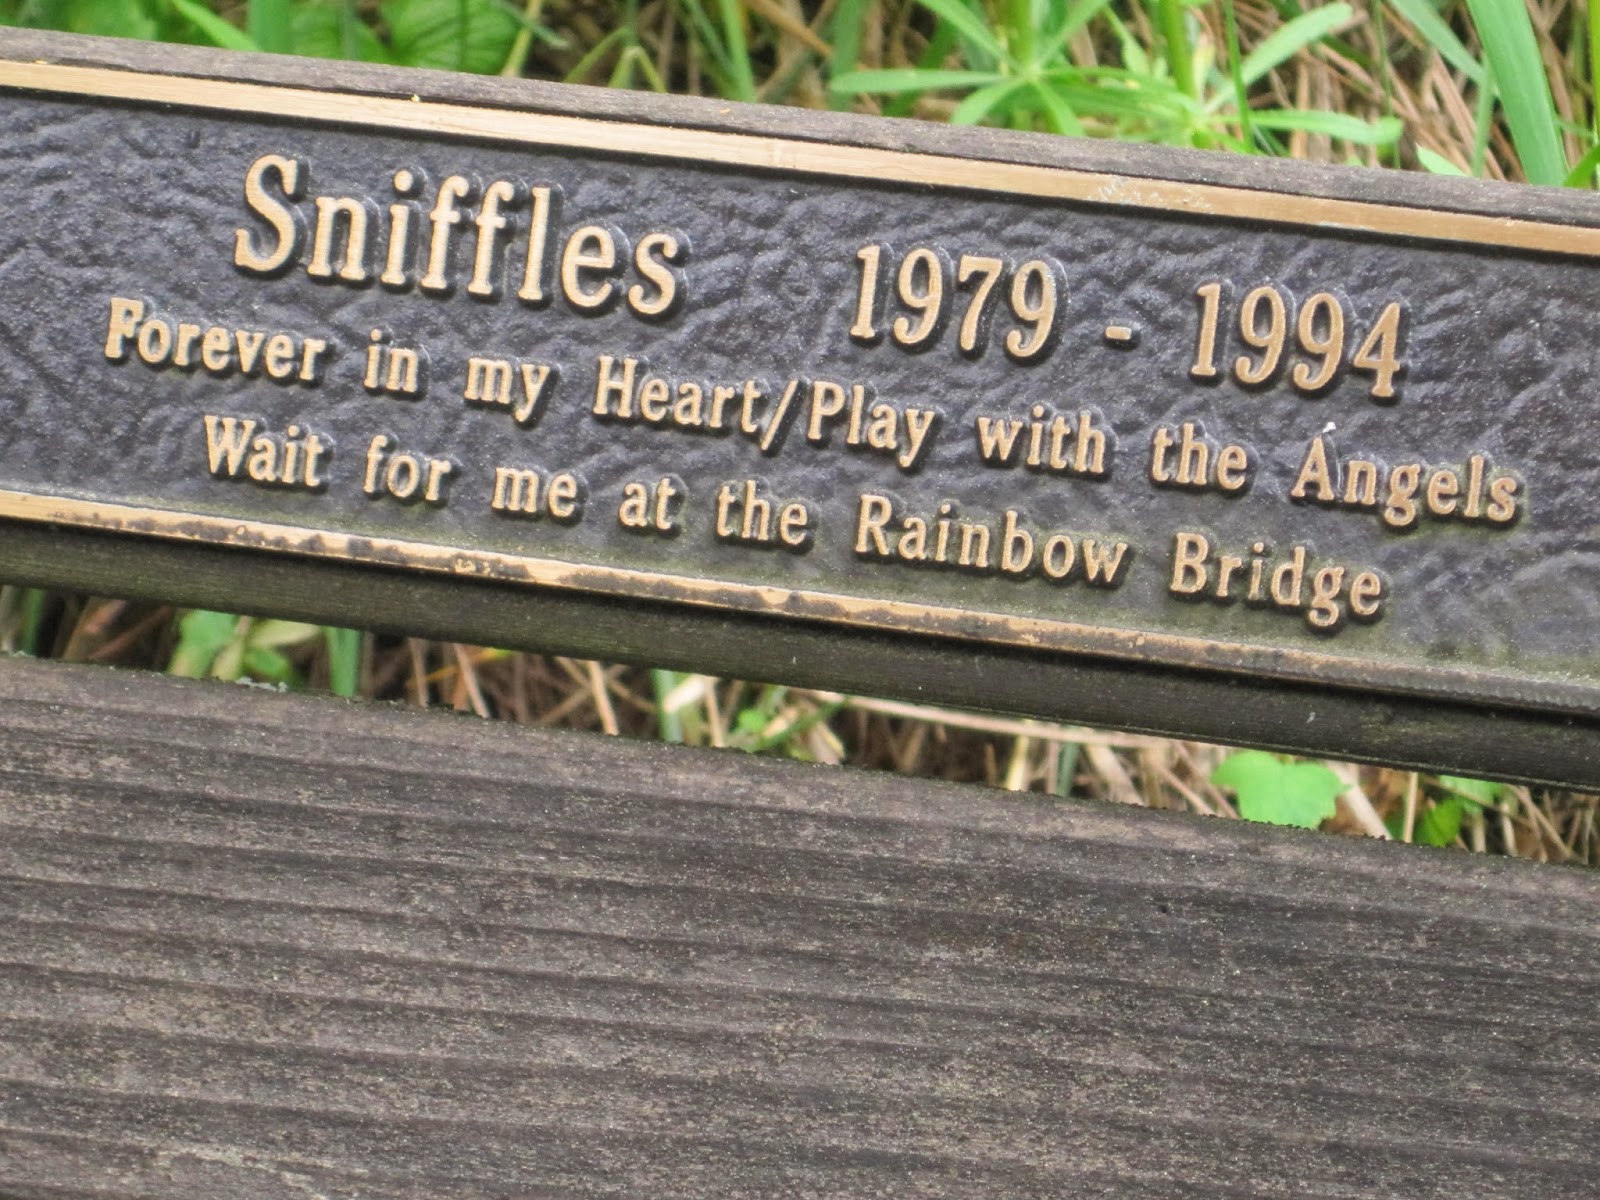 Sniffles 1979 - 1994
Forever in my Heart/Play with the Angels
Wait for me at the Rainbow Bridge